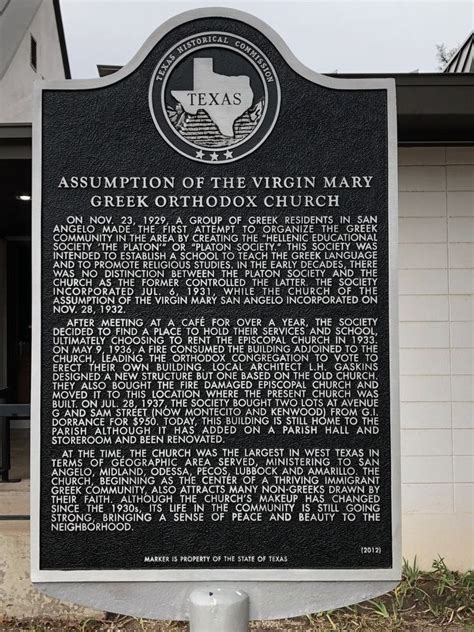 TEXAS HISTORICAL COMMISSION
TEXAS
ASSUMPTION OF THE VIRGIN MARY
GREEK ORTHODOX CHURCH
ON NOV. 23, 1929, A GROUP OF GREEK RESIDENTS IN SAN
ANGELO MADE THE FIRST ATTEMPT TO ORGANIZE THE GREEK
COMMUNITY IN THE AREA BY CREATING THE "HELLENIC EDUCATIONAL
SOCIETY 'THE PLATON'" OR "PLATON SOCIETY." THIS SOCIETY WAS
INTENDED TO ESTABLISH A SCHOOL TO TEACH THE GREEK LANGUAGE
AND TO PROMOTE RELIGIOUS STUDIES. IN THE EARLY DECADES, THERE
WAS NO DISTINCTION BETWEEN THE PLATON SOCIETY AND THE
CHURCH AS THE FORMER CONTROLLED THE LATTER. THE SOCIETY
INCORPORATED JUL. 6, 1931, WHILE THE CHURCH OF THE
ASSUMPTION OF THE VIRGIN MARY SAN ANGELO INCORPORATED ON
NOV. 28, 1932.
AFTER MEETING AT A CAFÉ FOR OVER A YEAR, THE SOCIETY
DECIDED TO FIND A PLACE TO HOLD THEIR SERVICES AND SCHOOL,
ULTIMATELY CHOOSING TO RENT THE EPISCOPAL CHURCH IN 1933.
ON MAY 9, 1936, A FIRE CONSUMED THE BUILDING ADJOINED TO THE
CHURCH, LEADING THE ORTHODOX CONGREGATION TO VOTE TO
ERECT THEIR OWN BUILDING. LOCAL ARCHITECT L.H. GASKINS
DESIGNED A NEW STRUCTURE BUT ONE BASED ON THE OLD CHURCH.
THEY ALSO BOUGHT THE FIRE DAMAGED EPISCOPAL CHURCH AND
MOVED IT TO THIS LOCATION WHERE THE PRESENT CHURCH WAS
BUILT. ON JUL. 28, 1937, THE SOCIETY BOUGHT TWO LOTS AT AVENUE
G AND SAM STREET (NOW MONTECITO AND KENWOOD) FROM G.I.
DORRANCE FOR $950. TODAY, THIS BUILDING IS STILL HOME TO THE
PARISH ALTHOUGH IT HAS ADDED ON A PARISH HALL AND
STOREROOM AND BEEN RENOVATED.
AT THE TIME, THE CHURCH WAS THE LARGEST IN WEST TEXAS IN
TERMS OF GEOGRAPHIC AREA SERVED, MINISTERING TO SAN
ANGELO, MIDLAND, ODESSA, PECOS, LUBBOCK AND AMARILLO. THE
CHURCH, BEGINNING AS THE CENTER OF A THRIVING IMMIGRANT
GREEK COMMUNITY, ALSO ATTRACTS MANY NON-GREEKS DRAWN BY
THEIR FAITH. ALTHOUGH THE CHURCH'S MAKEUP HAS CHANGED
SINCE THE 1930s, ITS LIFE IN THE COMMUNITY IS STILL GOING
STRONG, BRINGING A SENSE OF PEACE AND BEAUTY TO THE
NEIGHBORHOOD.
(2012)
MARKER IS PROPERTY OF THE STATE OF TEXAS